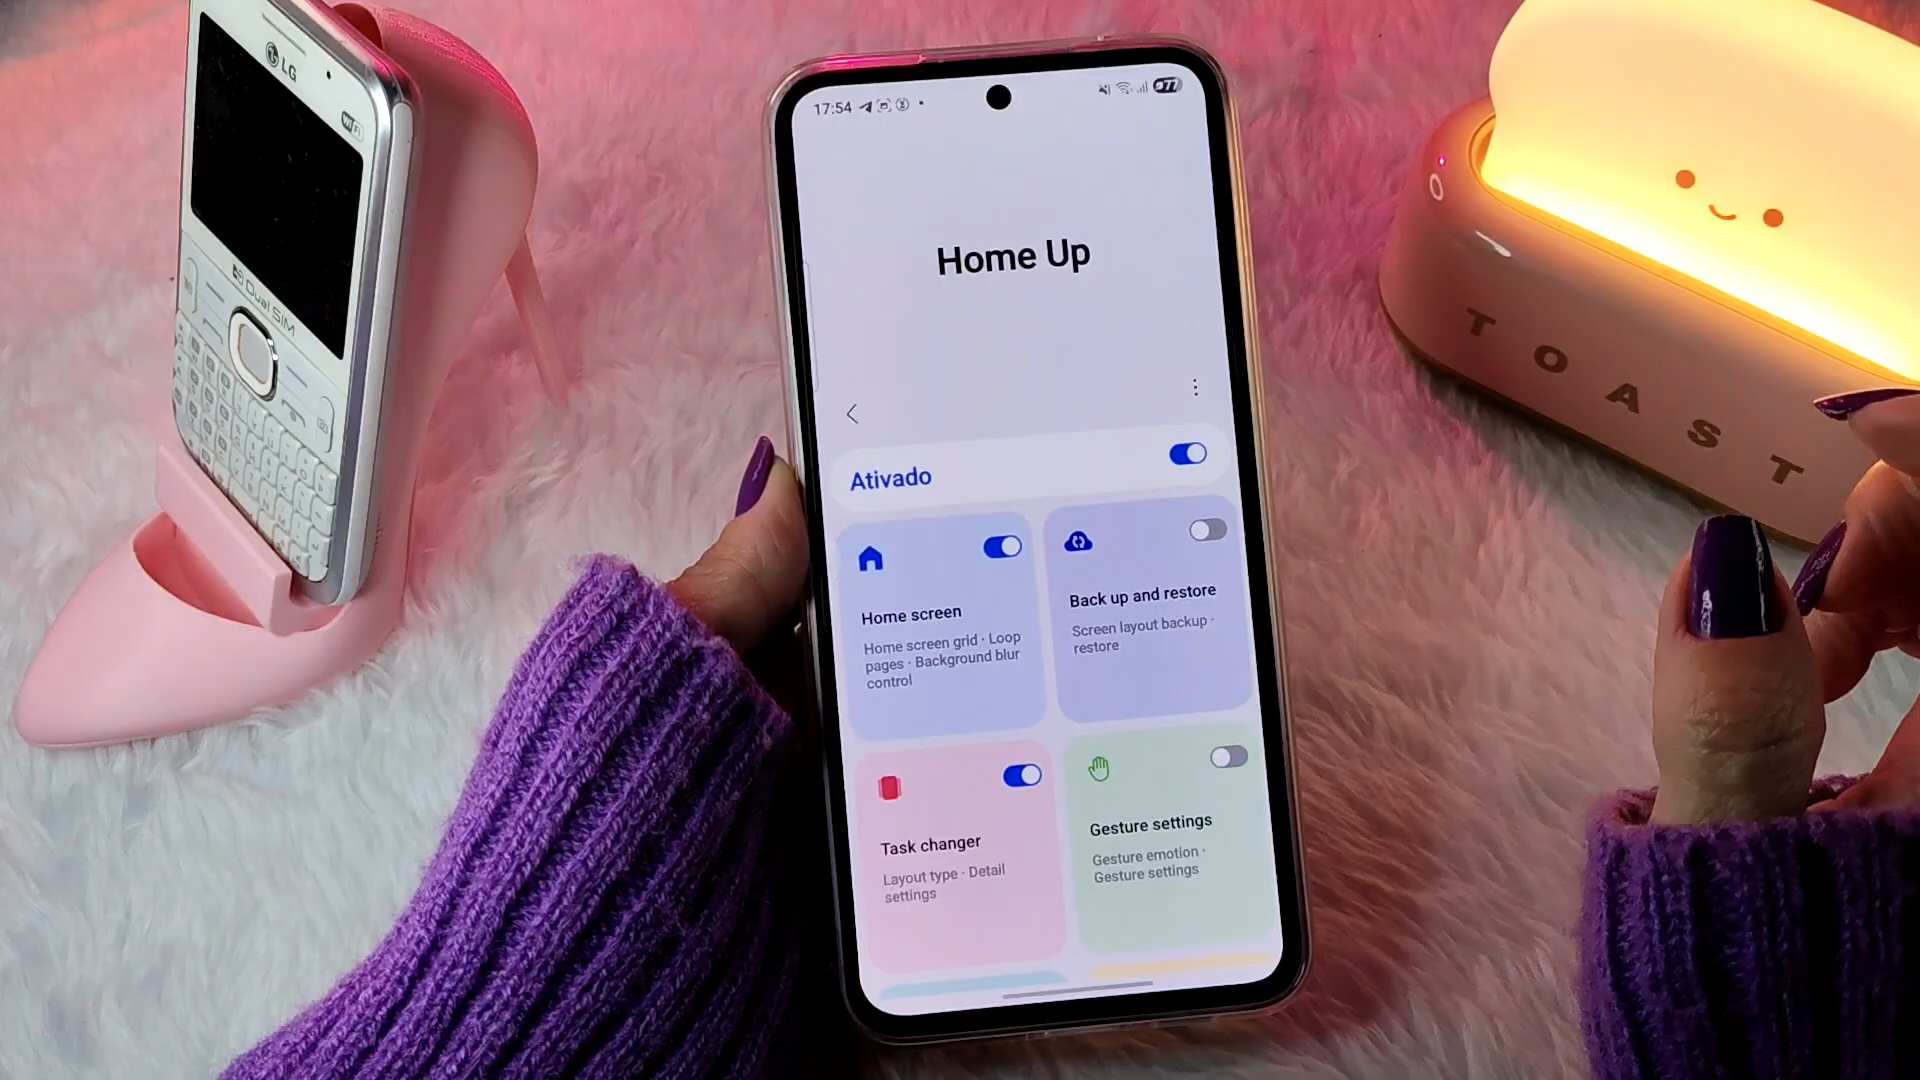 LG
WiFi
Dual SIM
17:54
77
Home Up
Ativado
Home screen
Home screen grid · Loop
pages · Background blur
control
Back up and restore
Screen layout backup ·
restore
Task changer
Layout type · Detail
settings
Gesture settings
Gesture emotion ·
Gesture settings
TOAST